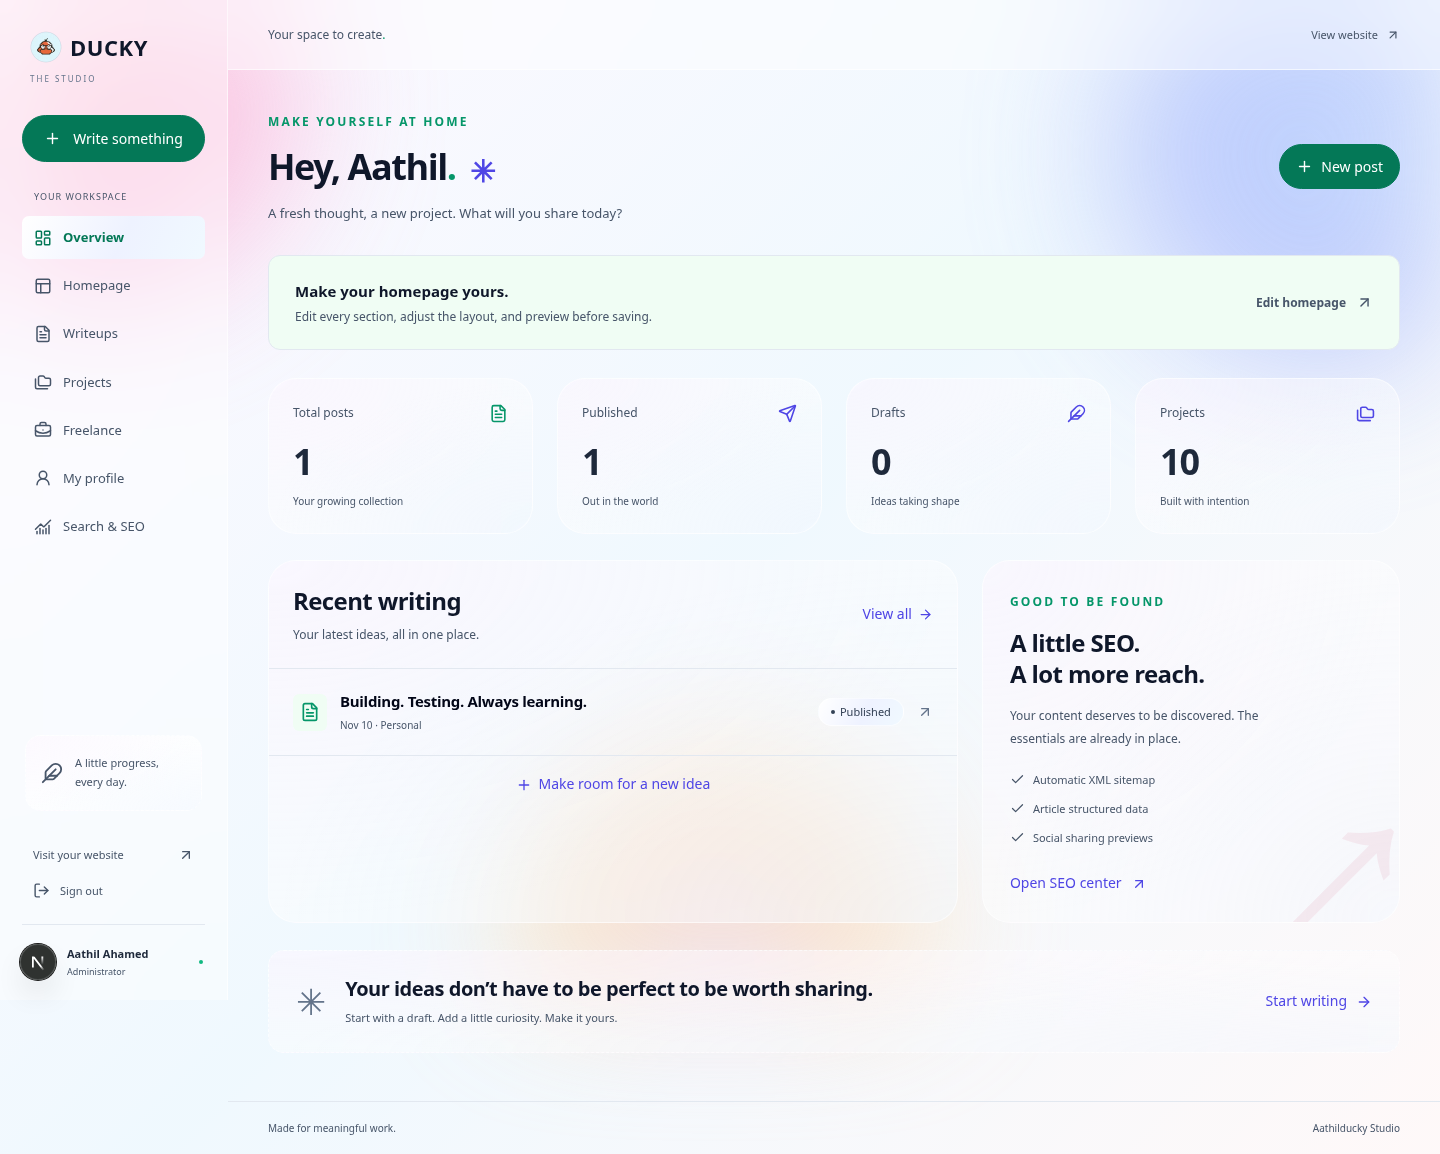 DUCKY
THE STUDIO
Write something
YOUR WORKSPACE
Overview
Homepage
Writeups
Projects
Freelance
My profile
Search & SEO
A little progress,
every day.
Visit your website
Sign out
N
Aathil Ahamed
Administrator
Your space to create.
View website
MAKE YOURSELF AT HOME
Hey, Aathil.
New post
A fresh thought, a new project. What will you share today?
Make your homepage yours.
Edit every section, adjust the layout, and preview before saving.
Edit homepage
Total posts
1
Your growing collection
Published
1
Out in the world
Drafts
0
Ideas taking shape
Projects
10
Built with intention
Recent writing
Your latest ideas, all in one place.
View all
Building. Testing. Always learning.
Nov 10 · Personal
Published
Make room for a new idea
GOOD TO BE FOUND
A little SEO.
A lot more reach.
Your content deserves to be discovered. The
essentials are already in place.
Automatic XML sitemap
Article structured data
Social sharing previews
Open SEO center
Your ideas don’t have to be perfect to be worth sharing.
Start with a draft. Add a little curiosity. Make it yours.
Start writing
Made for meaningful work.
Aathilducky Studio